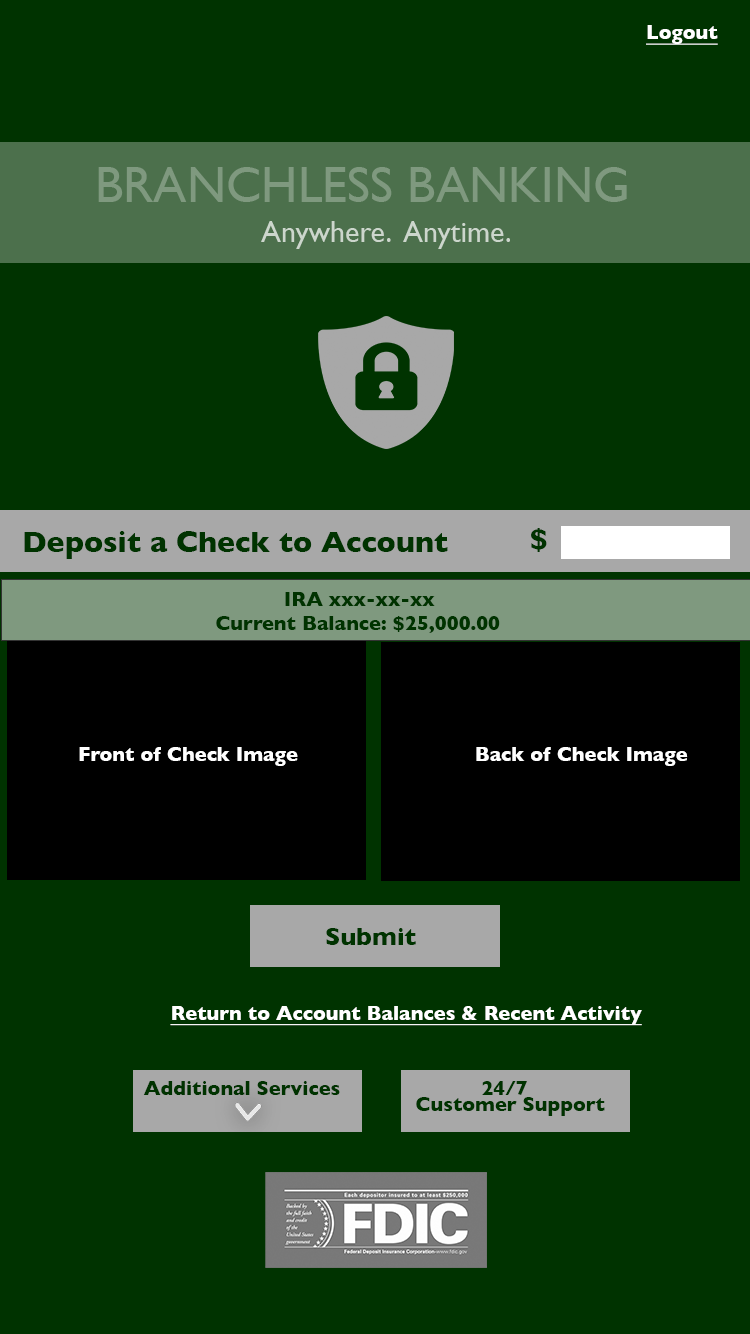 Logout
BRANCHLESS BANKING
Anywhere. Anytime.
Deposit a Check to Account $
IRA xxx-xx-xx
Current Balance: $25,000.00
Front of Check Image
Back of Check Image
Submit
Return to Account Balances & Recent Activity
Additional Services
24/7
Customer Support
Each depositor insured to at least $250,000
Backed by
the full faith
and credit
of the
United States
government
FDIC
Federal Deposit Insurance Corporation • www.fdic.gov